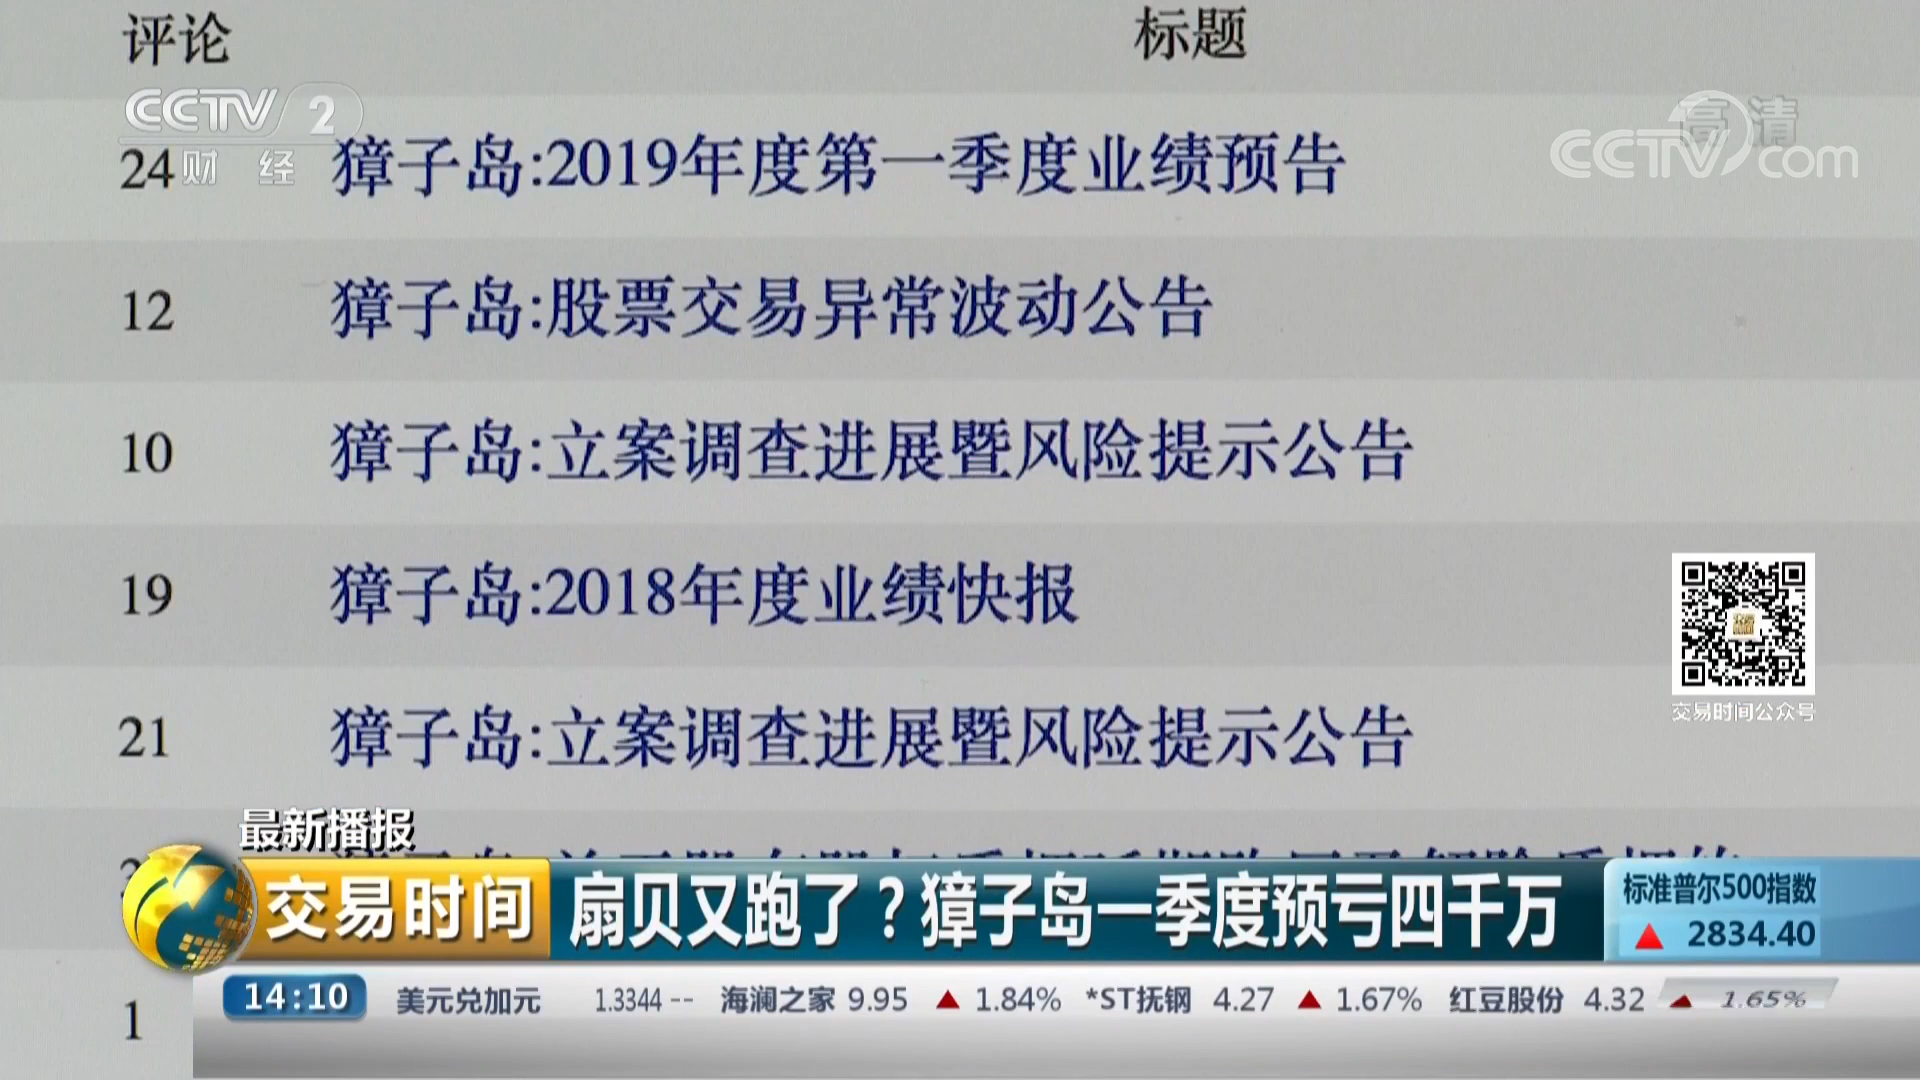 评论 标题
CCTV 2
财 经
高清
CCTV.com
24 獐子岛:2019年度第一季度业绩预告
12 獐子岛:股票交易异常波动公告
10 獐子岛:立案调查进展暨风险提示公告
19 獐子岛:2018年度业绩快报
21 獐子岛:立案调查进展暨风险提示公告
交易时间公众号
最新播报
交易时间 扇贝又跑了?獐子岛一季度预亏四千万
标准普尔500指数
▲ 2834.40
14:10 美元兑加元 1.3344 -- 海澜之家 9.95 ▲ 1.84% *ST抚钢 4.27 ▲ 1.67% 红豆股份 4.32 ▲ 1.65%
1